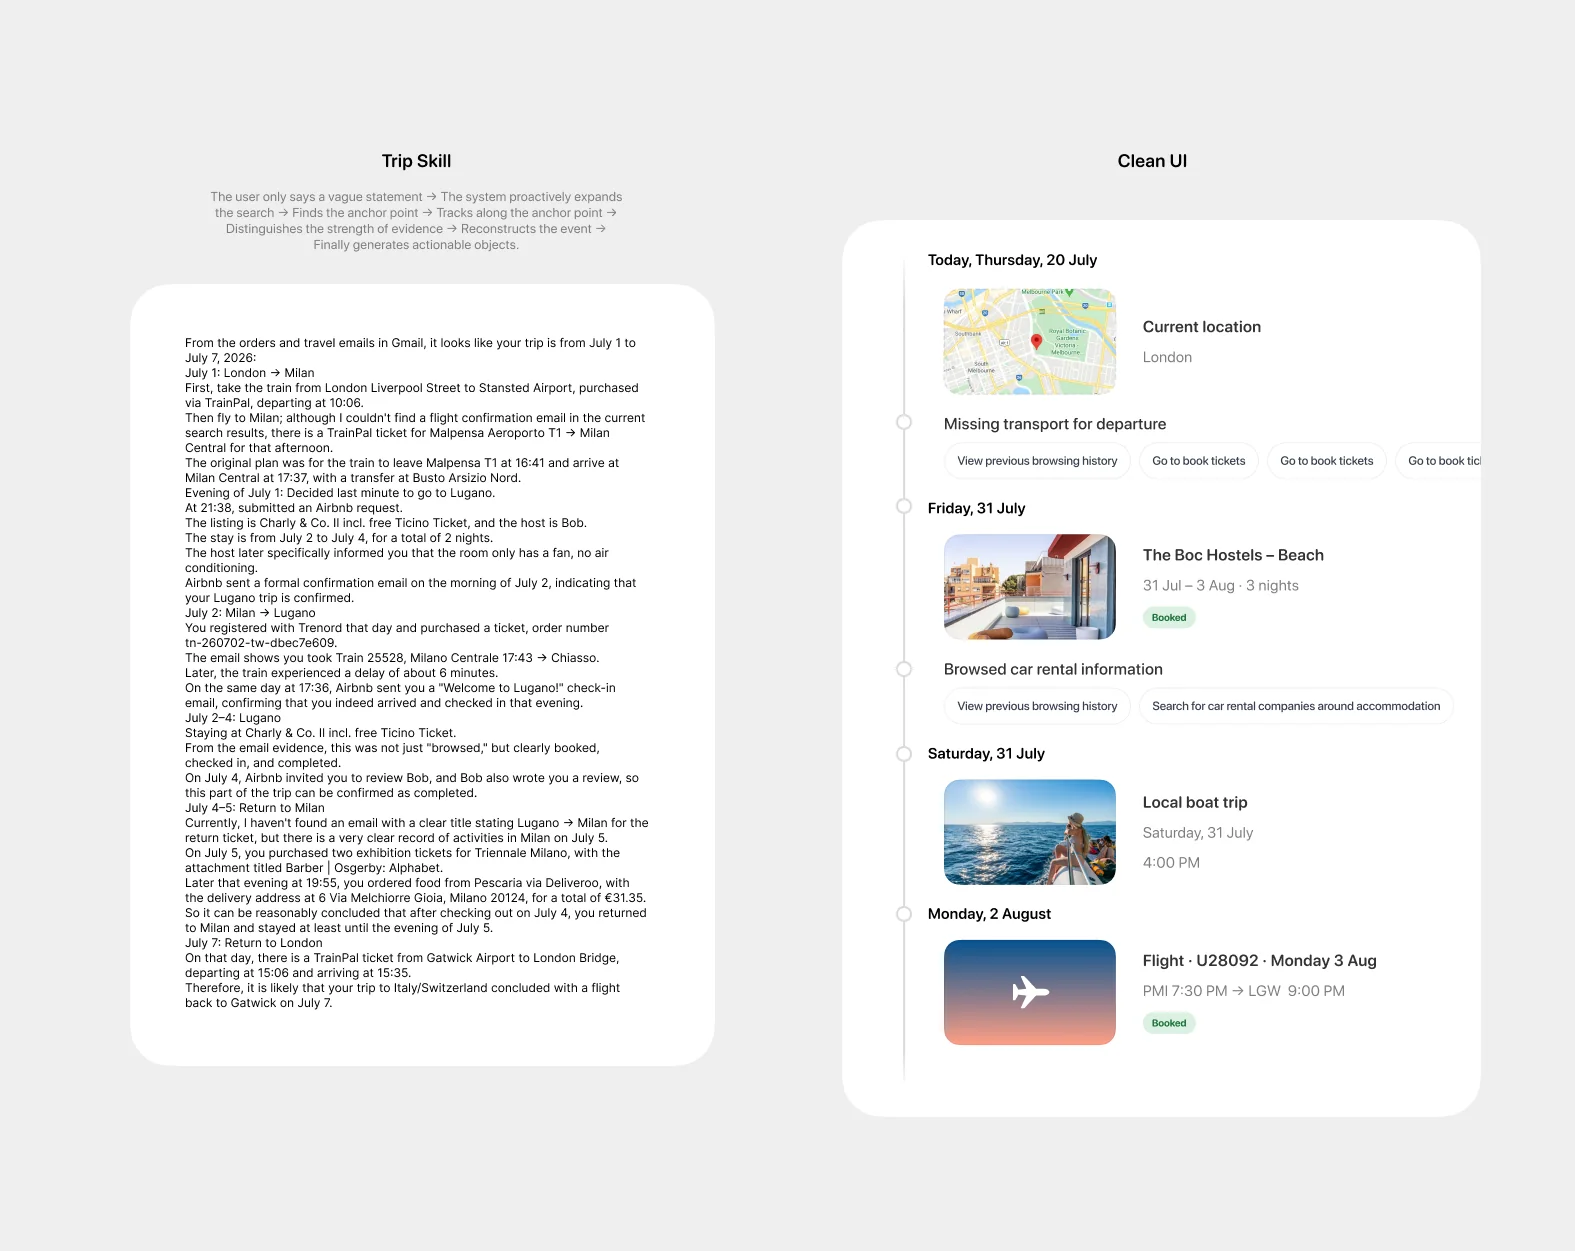 Trip Skill
The user only says a vague statement → The system proactively expands
the search → Finds the anchor point → Tracks along the anchor point →
Distinguishes the strength of evidence → Reconstructs the event →
Finally generates actionable objects.
From the orders and travel emails in Gmail, it looks like your trip is from July 1 to
July 7, 2026:
July 1: London → Milan
First, take the train from London Liverpool Street to Stansted Airport, purchased
via TrainPal, departing at 10:06.
Then fly to Milan; although I couldn't find a flight confirmation email in the current
search results, there is a TrainPal ticket for Malpensa Aeroporto T1 → Milan
Central for that afternoon.
The original plan was for the train to leave Malpensa T1 at 16:41 and arrive at
Milan Central at 17:37, with a transfer at Busto Arsizio Nord.
Evening of July 1: Decided last minute to go to Lugano.
At 21:38, submitted an Airbnb request.
The listing is Charly & Co. II incl. free Ticino Ticket, and the host is Bob.
The stay is from July 2 to July 4, for a total of 2 nights.
The host later specifically informed you that the room only has a fan, no air
conditioning.
Airbnb sent a formal confirmation email on the morning of July 2, indicating that
your Lugano trip is confirmed.
July 2: Milan → Lugano
You registered with Trenord that day and purchased a ticket, order number
tn-260702-tw-dbec7e609.
The email shows you took Train 25528, Milano Centrale 17:43 → Chiasso.
Later, the train experienced a delay of about 6 minutes.
On the same day at 17:36, Airbnb sent you a "Welcome to Lugano!" check-in
email, confirming that you indeed arrived and checked in that evening.
July 2–4: Lugano
Staying at Charly & Co. II incl. free Ticino Ticket.
From the email evidence, this was not just "browsed," but clearly booked,
checked in, and completed.
On July 4, Airbnb invited you to review Bob, and Bob also wrote you a review, so
this part of the trip can be confirmed as completed.
July 4–5: Return to Milan
Currently, I haven't found an email with a clear title stating Lugano → Milan for the
return ticket, but there is a very clear record of activities in Milan on July 5.
On July 5, you purchased two exhibition tickets for Triennale Milano, with the
attachment titled Barber | Osgerby: Alphabet.
Later that evening at 19:55, you ordered food from Pescaria via Deliveroo, with
the delivery address at 6 Via Melchiorre Gioia, Milano 20124, for a total of €31.35.
So it can be reasonably concluded that after checking out on July 4, you returned
to Milan and stayed at least until the evening of July 5.
July 7: Return to London
On that day, there is a TrainPal ticket from Gatwick Airport to London Bridge,
departing at 15:06 and arriving at 15:35.
Therefore, it is likely that your trip to Italy/Switzerland concluded with a flight
back to Gatwick on July 7.
Clean UI
Today, Thursday, 20 July
Melbourne Park
Wharf
Southbank
Royal Botanic
Gardens
Victoria
Melbourne
South
Melbourne
Current location
London
Missing transport for departure
View previous browsing history
Go to book tickets
Go to book tickets
Go to book tic
Friday, 31 July
The Boc Hostels – Beach
31 Jul – 3 Aug · 3 nights
Booked
Browsed car rental information
View previous browsing history
Search for car rental companies around accommodation
Saturday, 31 July
Local boat trip
Saturday, 31 July
4:00 PM
Monday, 2 August
Flight · U28092 · Monday 3 Aug
PMI 7:30 PM → LGW 9:00 PM
Booked